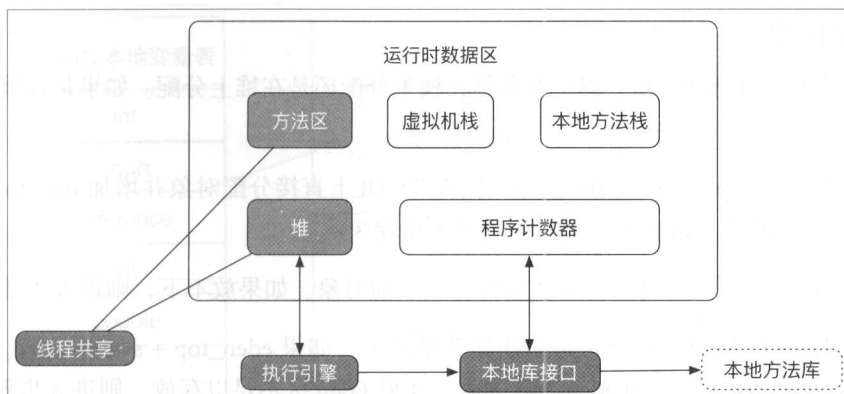 运行时数据区
方法区
虚拟机栈
本地方法栈
堆
程序计数器
线程共享
执行引擎
本地库接口
本地方法库